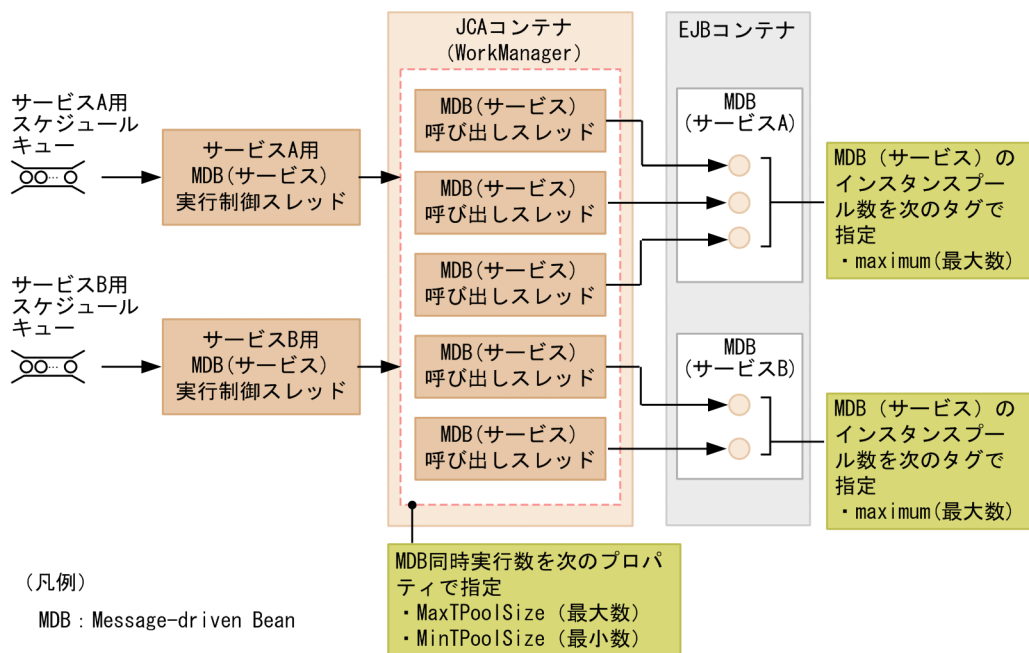 JCAコンテナ
(WorkManager)
EJBコンテナ
サービスA用
スケジュール
キュー
サービスA用
MDB(サービス)
実行制御スレッド
MDB(サービス)
呼び出しスレッド
MDB(サービス)
呼び出しスレッド
MDB(サービス)
呼び出しスレッド
MDB
(サービスA)
MDB (サービス) の
インスタンスプー
ル数を次のタグで
指定
・maximum(最大数)
サービスB用
スケジュール
キュー
サービスB用
MDB(サービス)
実行制御スレッド
MDB(サービス)
呼び出しスレッド
MDB(サービス)
呼び出しスレッド
MDB
(サービスB)
MDB (サービス) の
インスタンスプー
ル数を次のタグで
指定
・maximum(最大数)
MDB同時実行数を次のプロパ
ティで指定
・MaxTPoolSize (最大数)
・MinTPoolSize (最小数)
(凡例)
MDB：Message-driven Bean